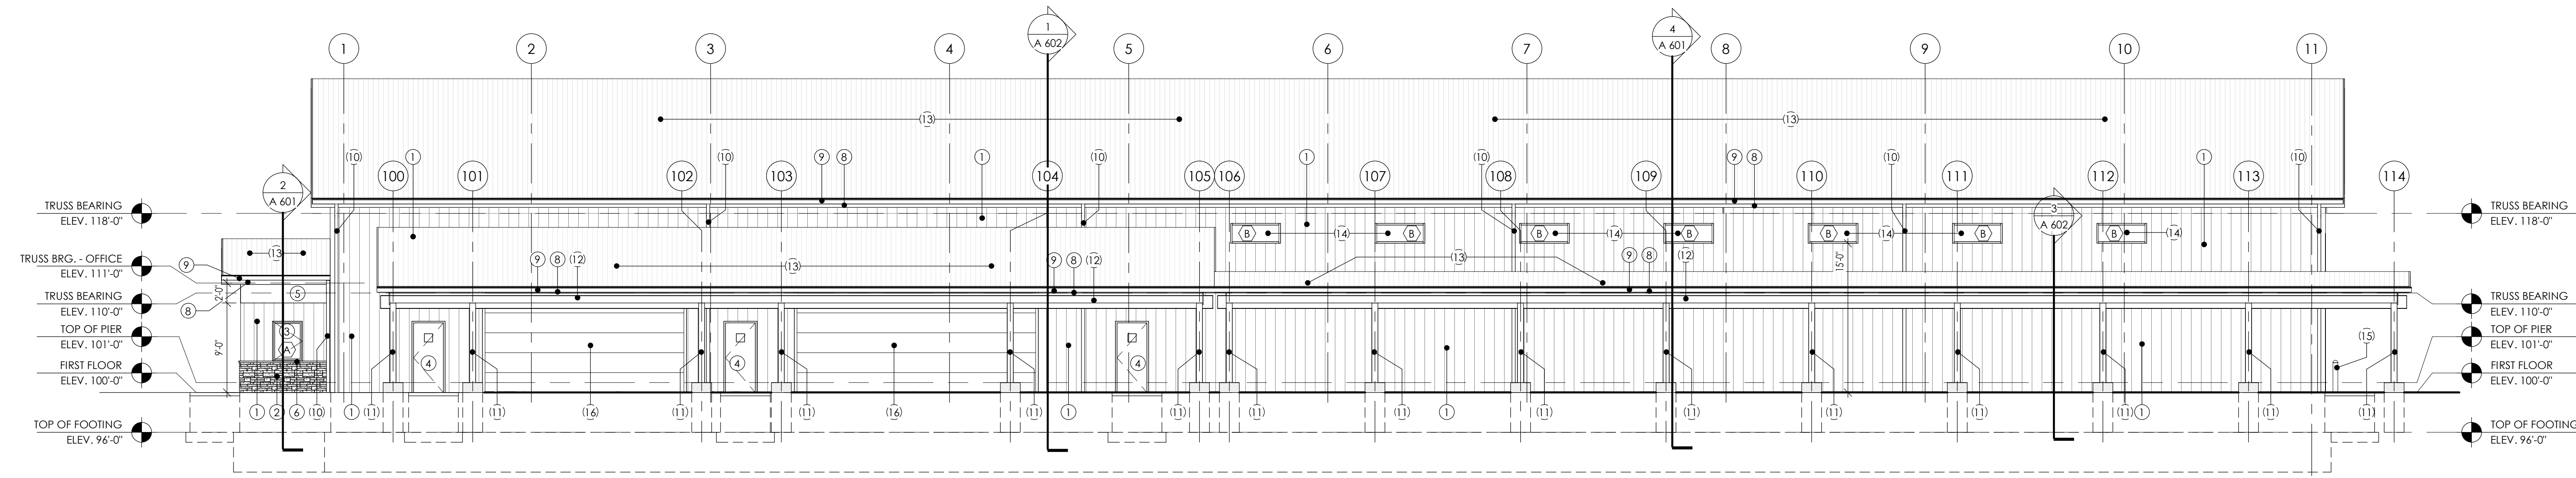 1
A 602
4
A 601
1
2
3
4
5
6
7
8
9
10
11
(13)
(13)
(10)
1
(10)
9
8
1
(10)
1
(10)
9
8
(10)
1
(10)
100
101
102
103
104
105
106
107
108
109
110
111
112
113
114
2
A 601
3
A 602
TRUSS BEARING
ELEV. 118'-0"
TRUSS BRG. - OFFICE
ELEV. 111'-0"
TRUSS BEARING
ELEV. 110'-0"
TOP OF PIER
ELEV. 101'-0"
FIRST FLOOR
ELEV. 100'-0"
TOP OF FOOTING
ELEV. 96'-0"
B
(14)
B
B
(14)
B
B
(14)
B
B
(14)
(13)
9
8
5
2'-0"
9'-0"
9
8
(12)
(13)
9
8
(12)
(13)
9
8
(12)
15'-0"
3
A
4
4
4
(15)
1
2
6
(10)
1
(11)
(11)
(16)
(11)
(11)
(16)
(11)
1
(11)
(11)
(11)
1
(11)
(11)
(11)
(11)
(11)
1
(11)
(11)
TRUSS BEARING
ELEV. 118'-0"
TRUSS BEARING
ELEV. 110'-0"
TOP OF PIER
ELEV. 101'-0"
FIRST FLOOR
ELEV. 100'-0"
TOP OF FOOTING
ELEV. 96'-0"